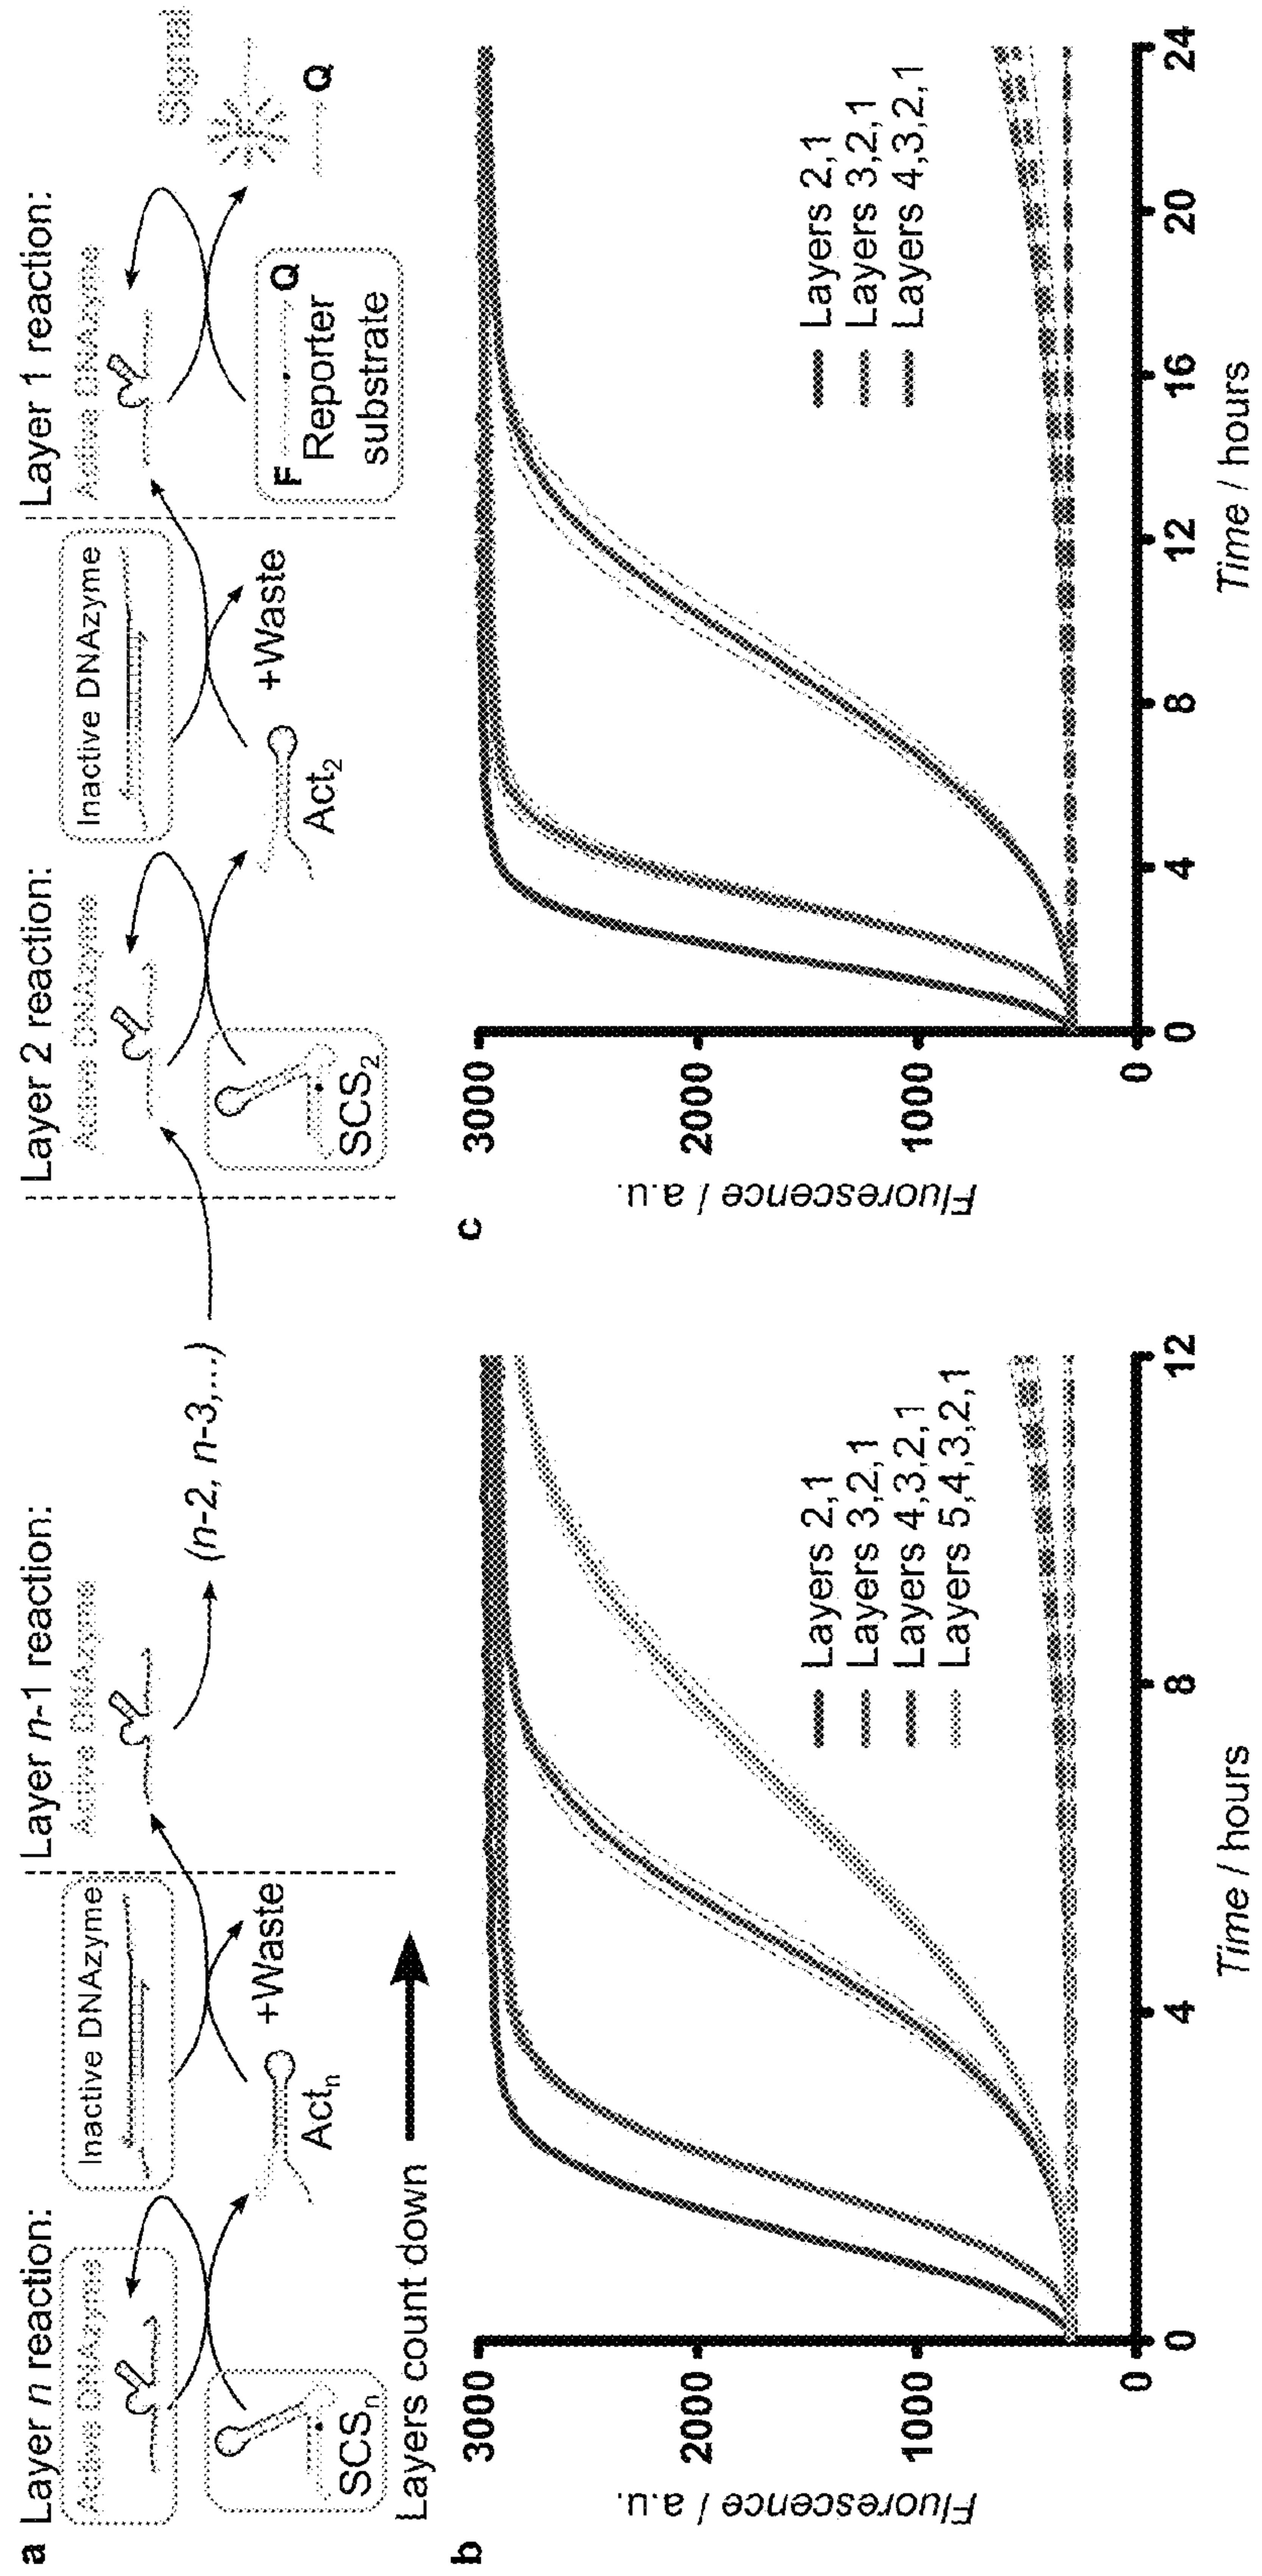 a
Layer n reaction:
Active DNAzyme
SCSn
Inactive DNAzyme
Actn
+Waste
Layer n-1 reaction:
Active DNAzyme
(n-2, n-3,...)
Layer 2 reaction:
Active DNAzyme
SCS2
Inactive DNAzyme
Act2
+Waste
Layer 1 reaction:
Active DNAzyme
F Q
Reporter
substrate
Signal
Q
Layers count down
b
Fluorescence / a.u.
3000
2000
1000
0
0 4 8 12
Time / hours
Layers 2,1
Layers 3,2,1
Layers 4,3,2,1
Layers 5,4,3,2,1
c
Fluorescence / a.u.
3000
2000
1000
0
0 4 8 12 16 20 24
Time / hours
Layers 2,1
Layers 3,2,1
Layers 4,3,2,1